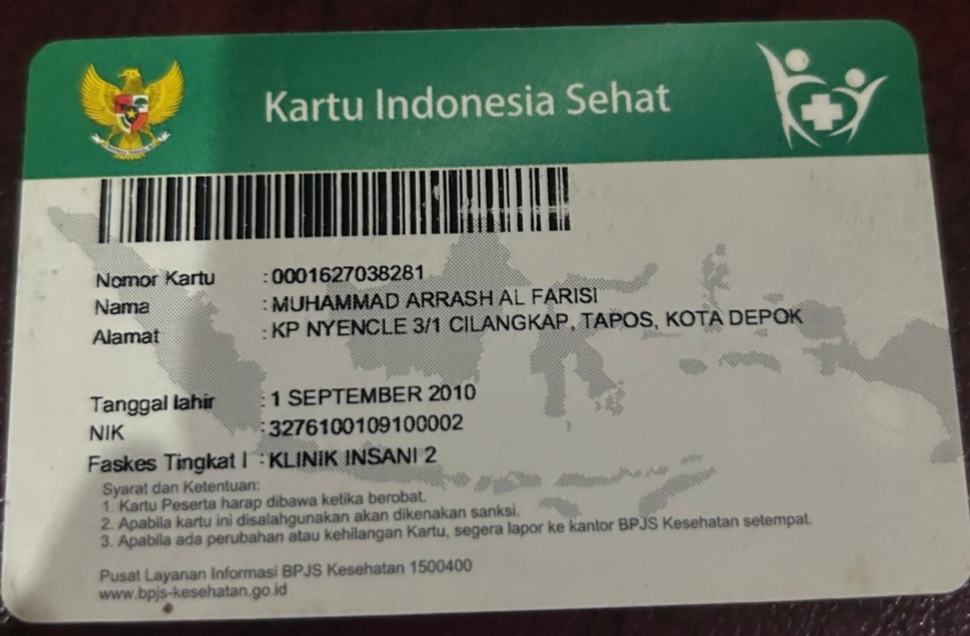 Kartu Indonesia Sehat
Nomor Kartu : 0001627038281
Nama : MUHAMMAD ARRASH AL FARISI
Alamat : KP NYENCLE 3/1 CILANGKAP, TAPOS, KOTA DEPOK
Tanggal lahir : 1 SEPTEMBER 2010
NIK : 3276100109100002
Faskes Tingkat I : KLINIK INSANI 2
Syarat dan Ketentuan:
1. Kartu Peserta harap dibawa ketika berobat.
2. Apabila kartu ini disalahgunakan akan dikenakan sanksi.
3. Apabila ada perubahan atau kehilangan Kartu, segera lapor ke kantor BPJS Kesehatan setempat.
Pusat Layanan Informasi BPJS Kesehatan 1500400
www.bpjs-kesehatan.go.id